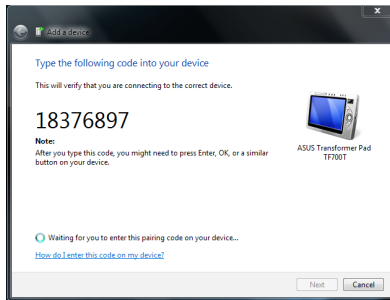 Add a device
Type the following code into your device
This will verify that you are connecting to the correct device.
18376897
Note:
After you type this code, you might need to press Enter, OK, or a similar
button on your device.
ASUS Transformer Pad
TF700T
Waiting for you to enter this pairing code on your device...
How do I enter this code on my device?
Next Cancel